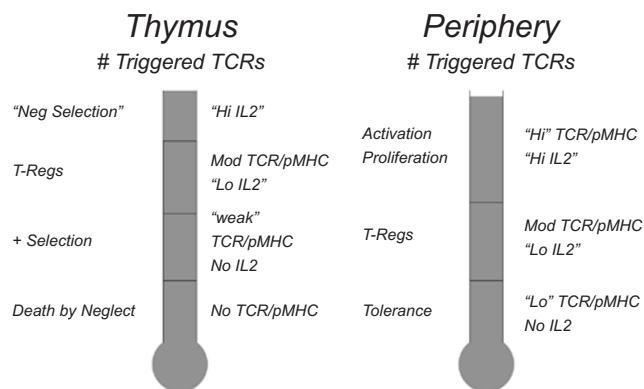 Thymus
# Triggered TCRs
“Neg Selection”
“Hi IL2”
T-Regs
Mod TCR/pMHC
“Lo IL2”
+ Selection
“weak”
TCR/pMHC
No IL2
Death by Neglect
No TCR/pMHC
Periphery
# Triggered TCRs
Activation
Proliferation
“Hi” TCR/pMHC
“Hi IL2”
T-Regs
Mod TCR/pMHC
“Lo IL2”
Tolerance
“Lo” TCR/pMHC
No IL2